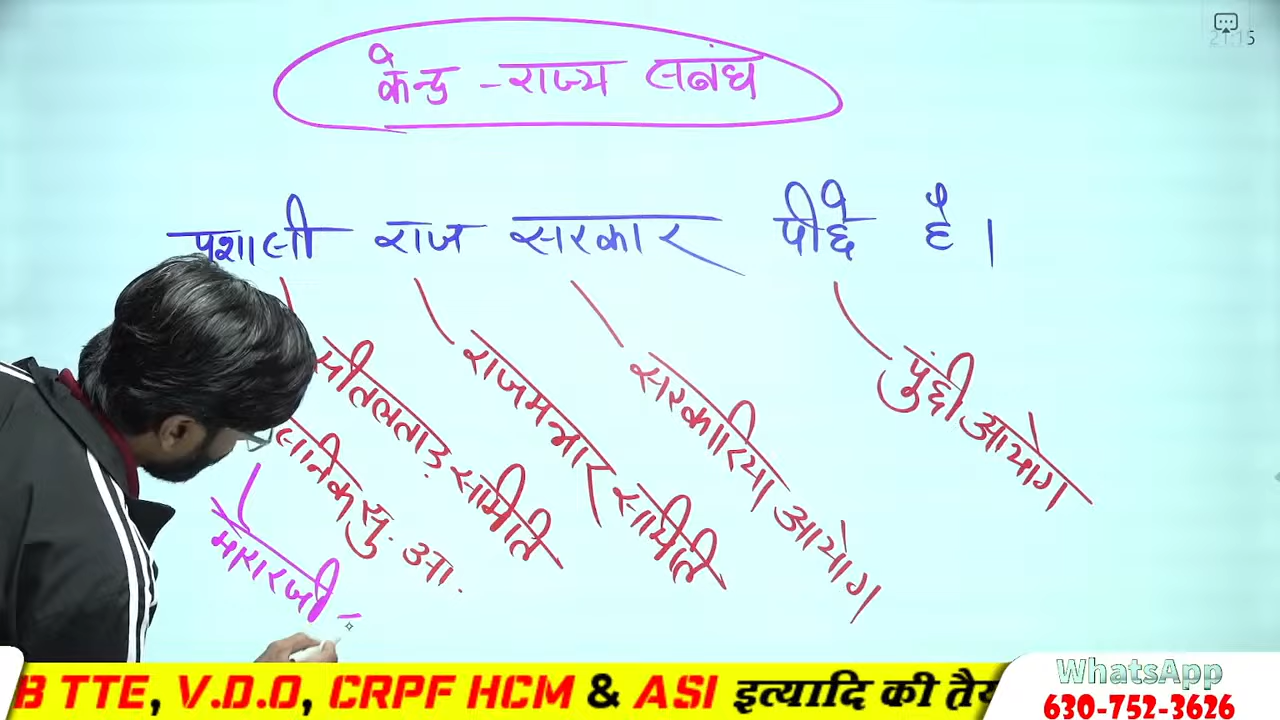 केन्द्र - राज्य सबंध
प्रशाली राज सरकार पीछे है ।
सीतलवाड़ समिति
राजमन्नार समिति
सरकारिया आयोग
पुंछी आयोग
सु. आ.
मोरारजी
B TTE, V.D.O, CRPF HCM & ASI इत्यादि की
WhatsApp
630-752-3626